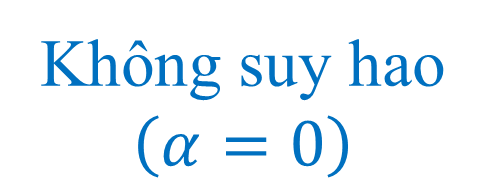 Không suy hao
(α = 0)